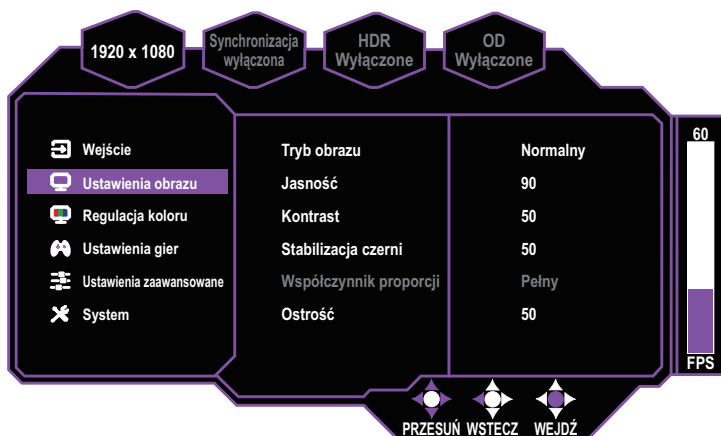 1920 x 1080
Synchronizacja
wyłączona
HDR
Wyłączone
OD
Wyłączone
Wejście
Ustawienia obrazu
Regulacja koloru
Ustawienia gier
Ustawienia zaawansowane
System
Tryb obrazu Normalny
Jasność 90
Kontrast 50
Stabilizacja czerni 50
Współczynnik proporcji Pełny
Ostrość 50
60
FPS
PRZESUŃ WSTECZ WEJDŹ